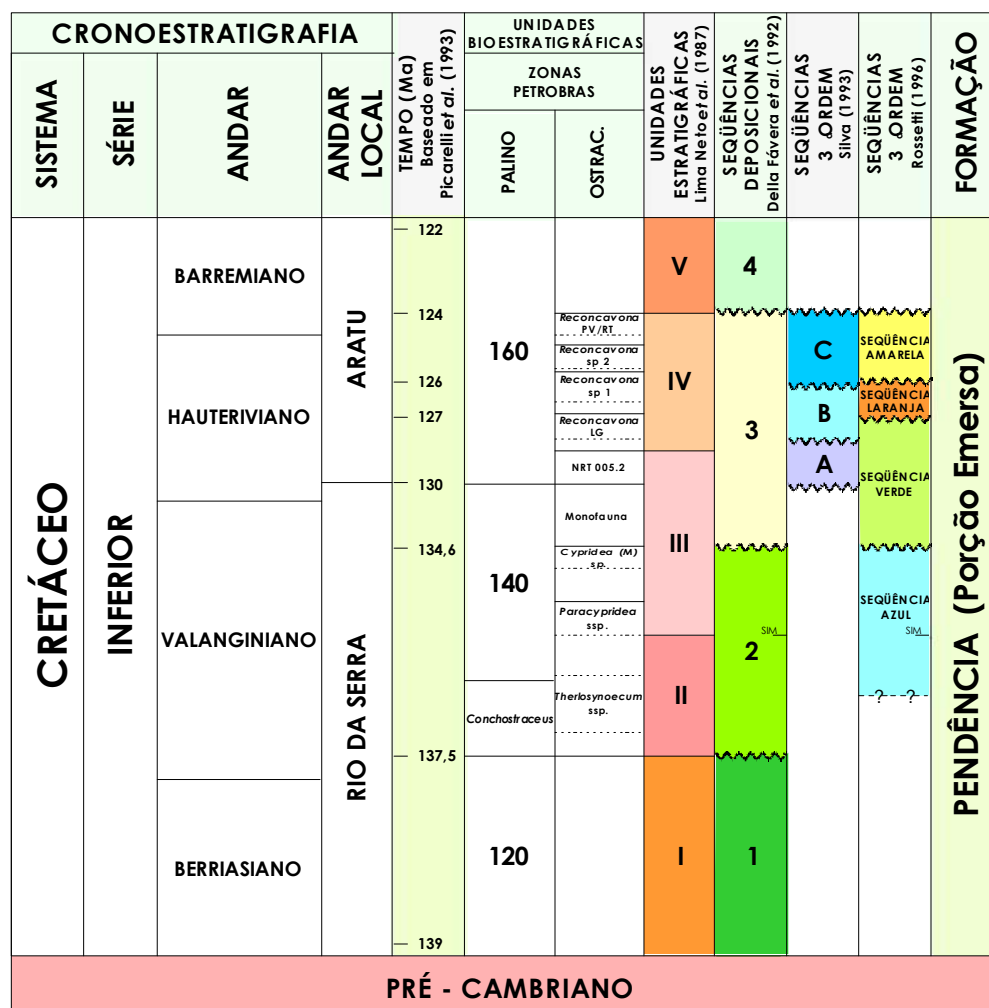 CRONOESTRATIGRAFIA
SISTEMA
SÉRIE
ANDAR
ANDAR
LOCAL
TEMPO (Ma)
Baseado em
Picarelli et al. (1993)
UNIDADES
BIOESTRATIGRÁFICAS
ZONAS
PETROBRAS
PALINO
OSTRAC.
UNIDADES
ESTRATIGRÁFICAS
Lima Neto et al. (1987)
SEQÜÊNCIAS
DEPOSICIONAIS
Della Fávera et al. (1992)
SEQÜÊNCIAS
3 .ORDEM
Silva (1993)
SEQÜÊNCIAS
3 .ORDEM
Rossetti (1996)
FORMAÇÃO
CRETÁCEO
INFERIOR
BARREMIANO
HAUTERIVIANO
VALANGINIANO
BERRIASIANO
ARATU
RIO DA SERRA
122
124
126
127
130
134,6
137,5
139
160
140
Conchostraceus
120
Reconcavona
PV/RT
Reconcavona
sp 2
Reconcavona
sp 1
Reconcavona
LG
NRT 005.2
Monofauna
Cypridea (M)
sp.
Paracypridea
ssp.
Theriosynoecum
ssp.
V
IV
III
II
I
4
3
2
SIM
1
C
B
A
SEQÜÊNCIA
AMARELA
SEQÜÊNCIA
LARANJA
SEQÜÊNCIA
VERDE
SEQÜÊNCIA
AZUL
SIM
? ?
PENDÊNCIA (Porção Emersa)
PRÉ - CAMBRIANO